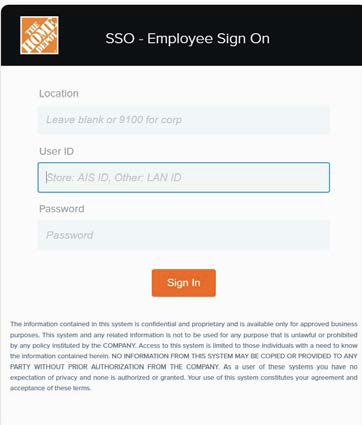 THE HOME DEPOT
SSO - Employee Sign On
Location
Leave blank or 9100 for corp
User ID
Store: AIS ID, Other: LAN ID
Password
Password
Sign In
The information contained in this system is confidential and proprietary and is available only for approved business
purposes. This system and any related information is not to be used for any purpose that is unlawful or prohibited
by any policy instituted by the COMPANY. Access to this system is limited to those individuals with a need to know
the information contained herein. NO INFORMATION FROM THIS SYSTEM MAY BE COPIED OR PROVIDED TO ANY
PARTY WITHOUT PRIOR AUTHORIZATION FROM THE COMPANY. As a user of these systems you have no
expectation of privacy and none is authorized or granted. Your use of this system constitutes your agreement and
acceptance of these terms.